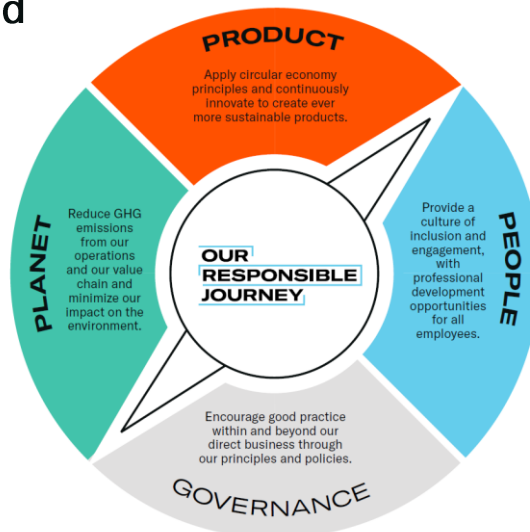 d
PRODUCT
Apply circular economy
principles and continuously
innovate to create ever
more sustainable products.
PLANET
Reduce GHG
emissions
from our
operations
and our value
chain and
minimize our
impact on the
environment.
OUR
RESPONSIBLE
JOURNEY
Provide a
culture of
inclusion and
engagement,
with
professional
development
opportunities
for all
employees.
PEOPLE
Encourage good practice
within and beyond our
direct business through
our principles and policies.
GOVERNANCE